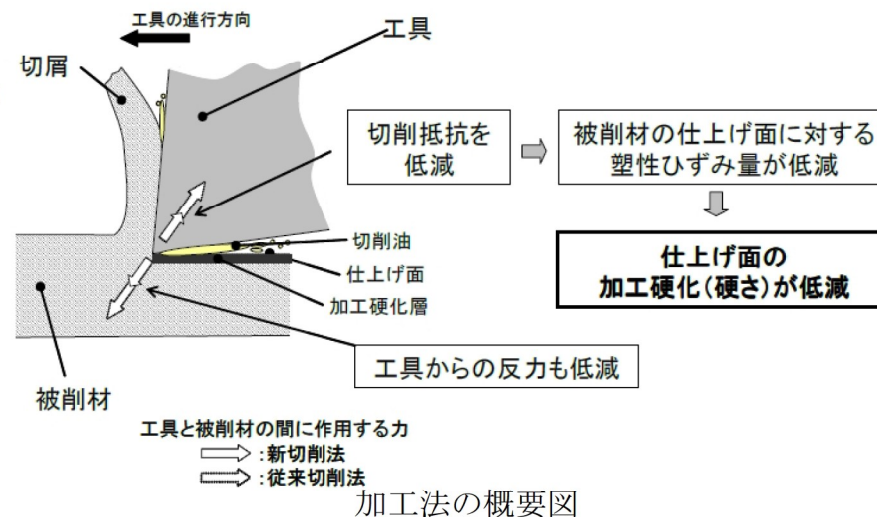 工具の進行方向
切屑
工具
切削抵抗を
低減
被削材の仕上げ面に対する
塑性ひずみ量が低減
切削油
仕上げ面
加工硬化層
仕上げ面の
加工硬化(硬さ)が低減
工具からの反力も低減
被削材
工具と被削材の間に作用する力
:新切削法
:従来切削法
加工法の概要図